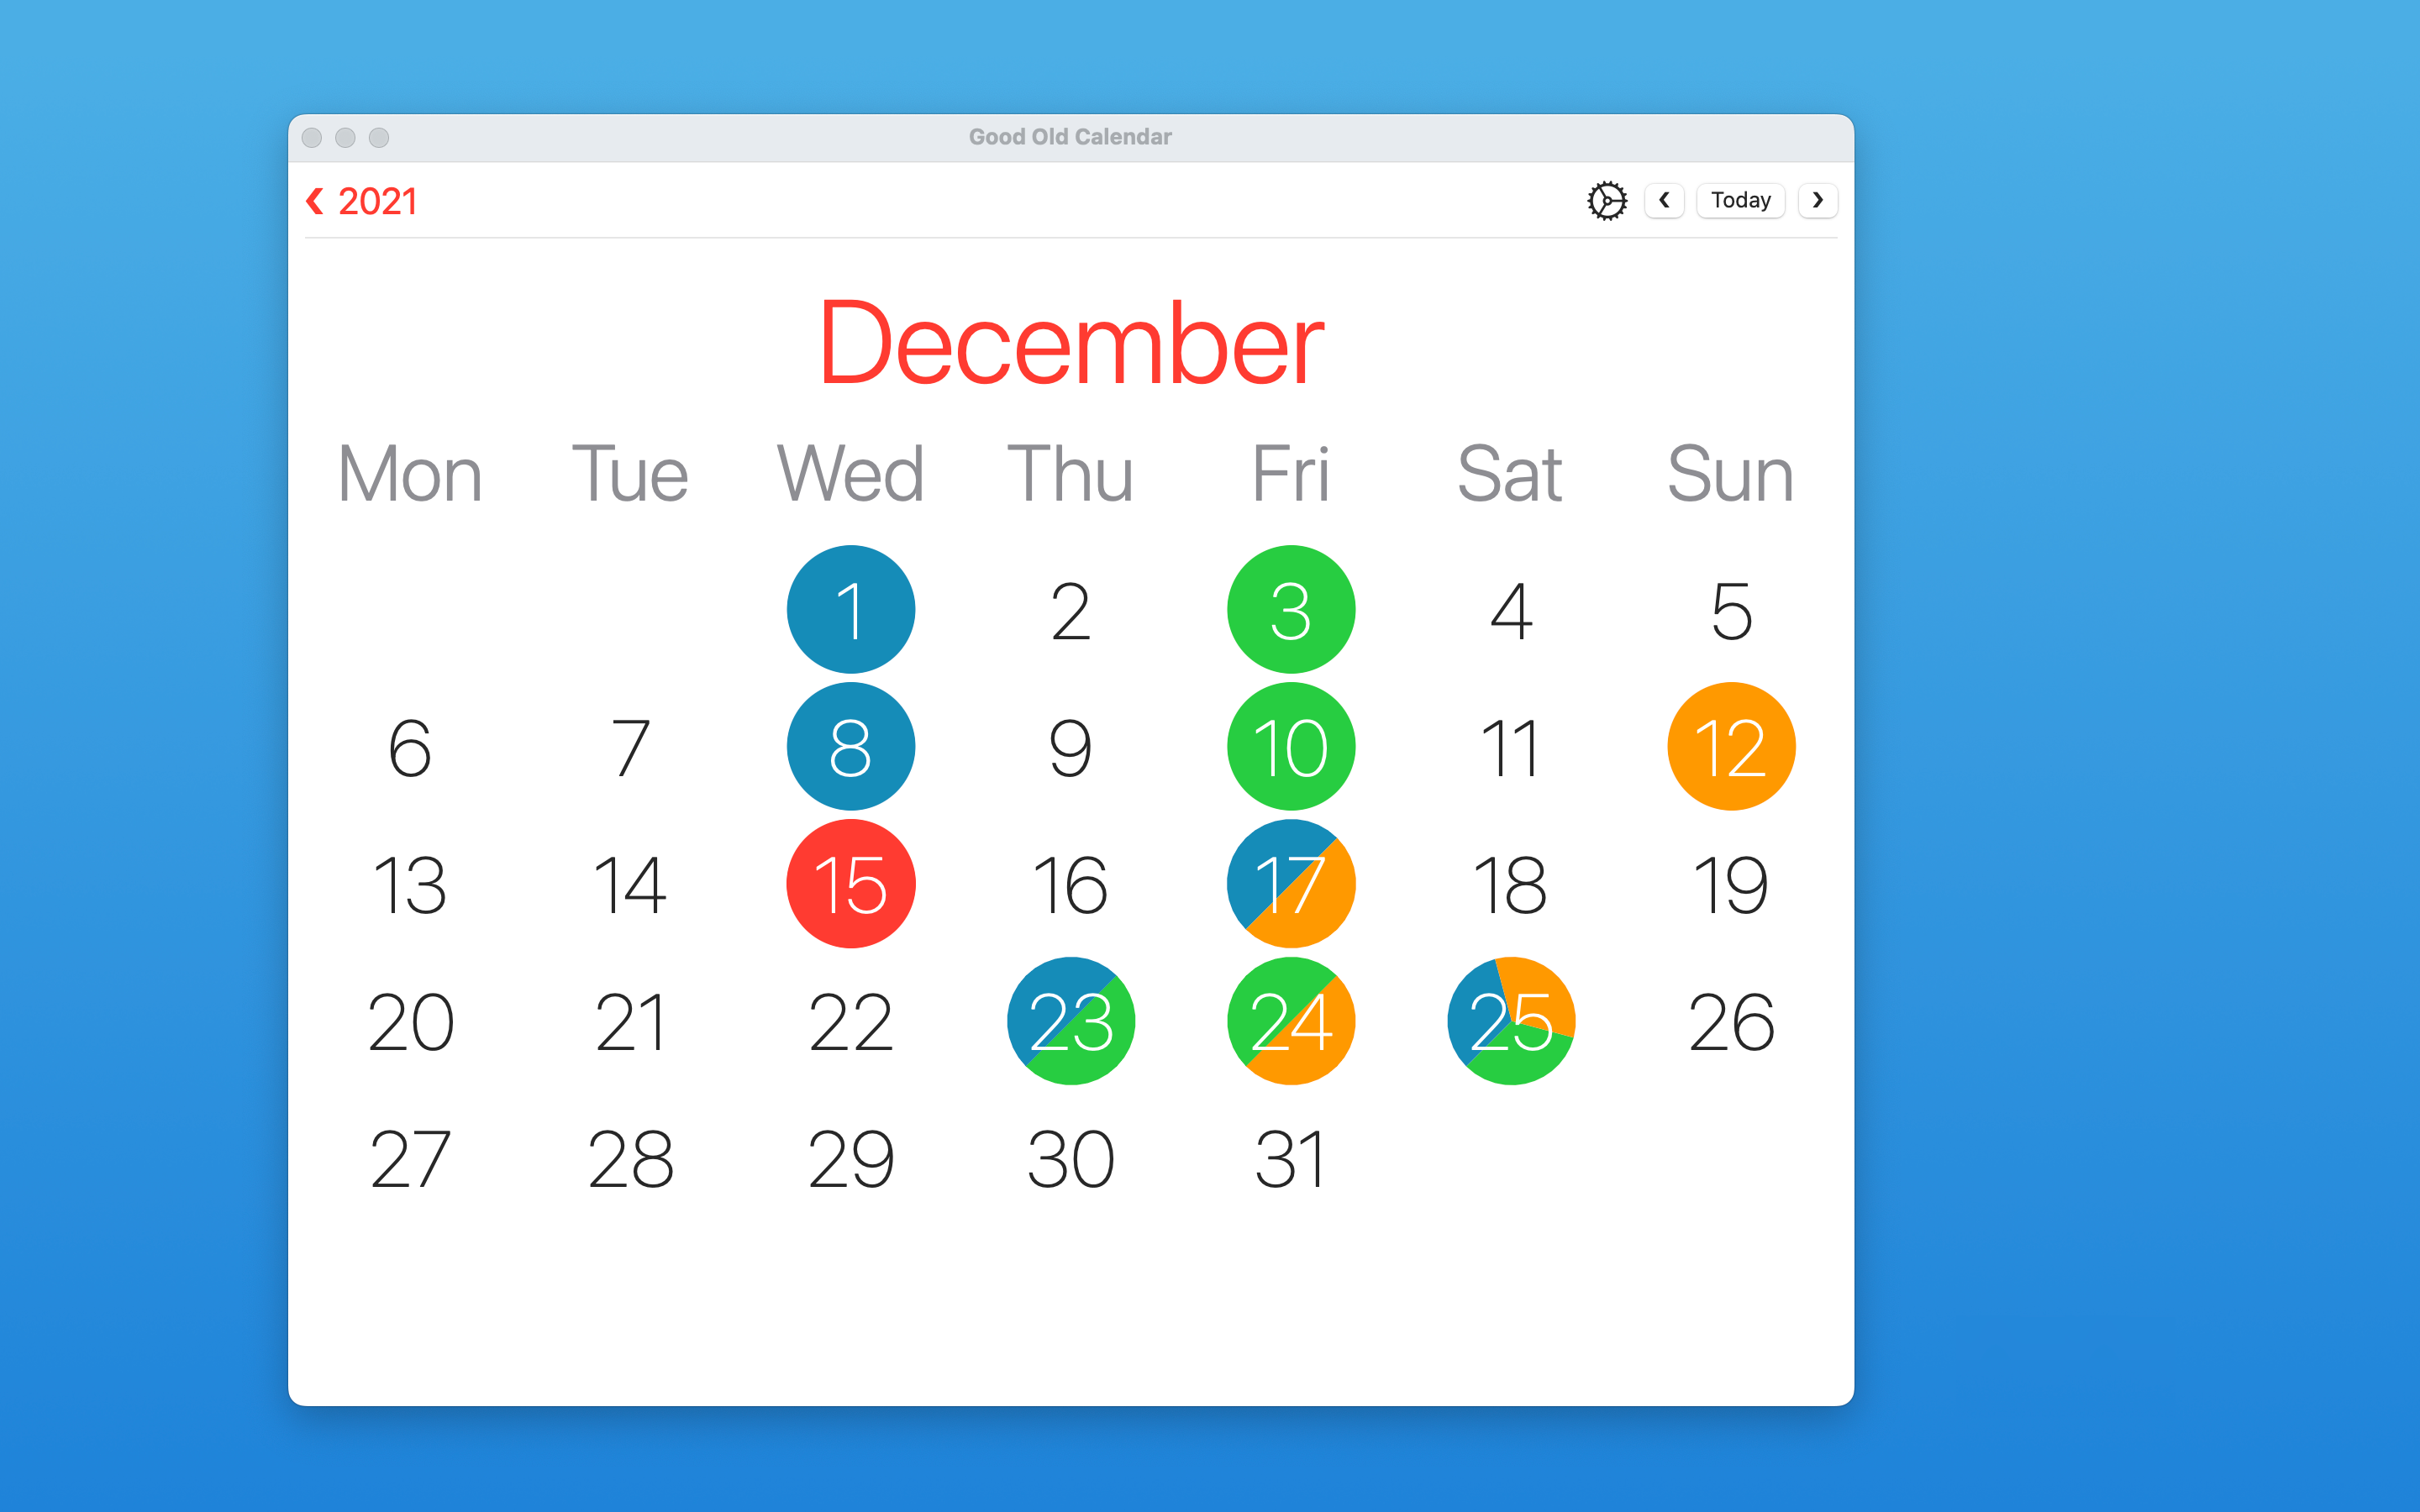 Good Old Calendar
2021 Today
December
Mon Tue Wed Thu Fri Sat Sun
1 2 3 4 5
6 7 8 9 10 11 12
13 14 15 16 17 18 19
20 21 22 23 24 25 26
27 28 29 30 31